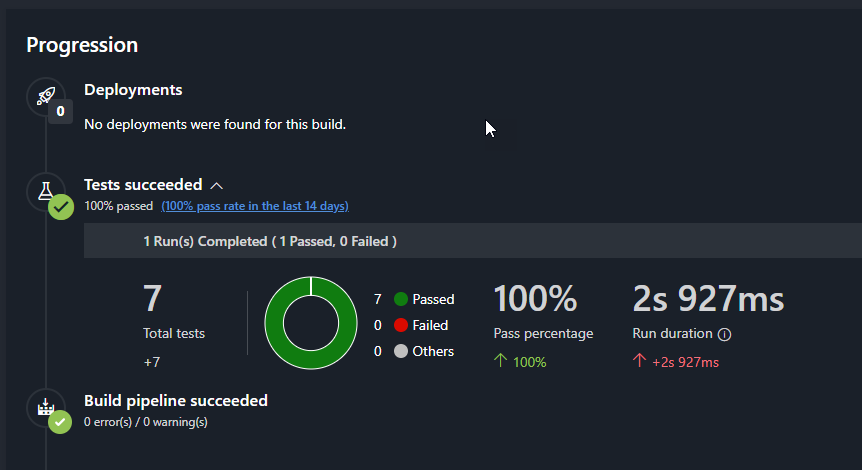 Progression
Deployments
0
No deployments were found for this build.
Tests succeeded
100% passed (100% pass rate in the last 14 days)
1 Run(s) Completed ( 1 Passed, 0 Failed )
7
Total tests
+7
7 Passed
0 Failed
0 Others
100%
Pass percentage
100%
2s 927ms
Run duration
+2s 927ms
Build pipeline succeeded
0 error(s) / 0 warning(s)